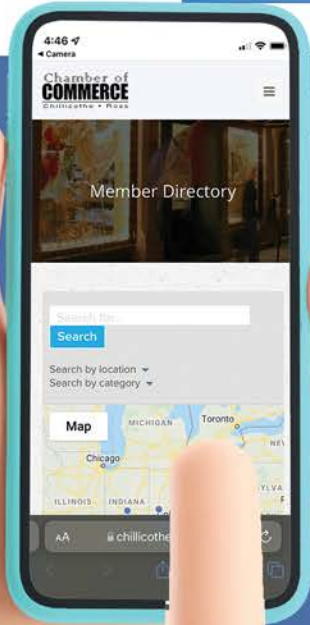 4:46
◄ Camera
Chamber of
COMMERCE
Chillicothe • Ross
Member Directory
Search for...
Search
Search by location
Search by category
Map
MICHIGAN
Toronto
Chicago
ILLINOIS
INDIANA
AA